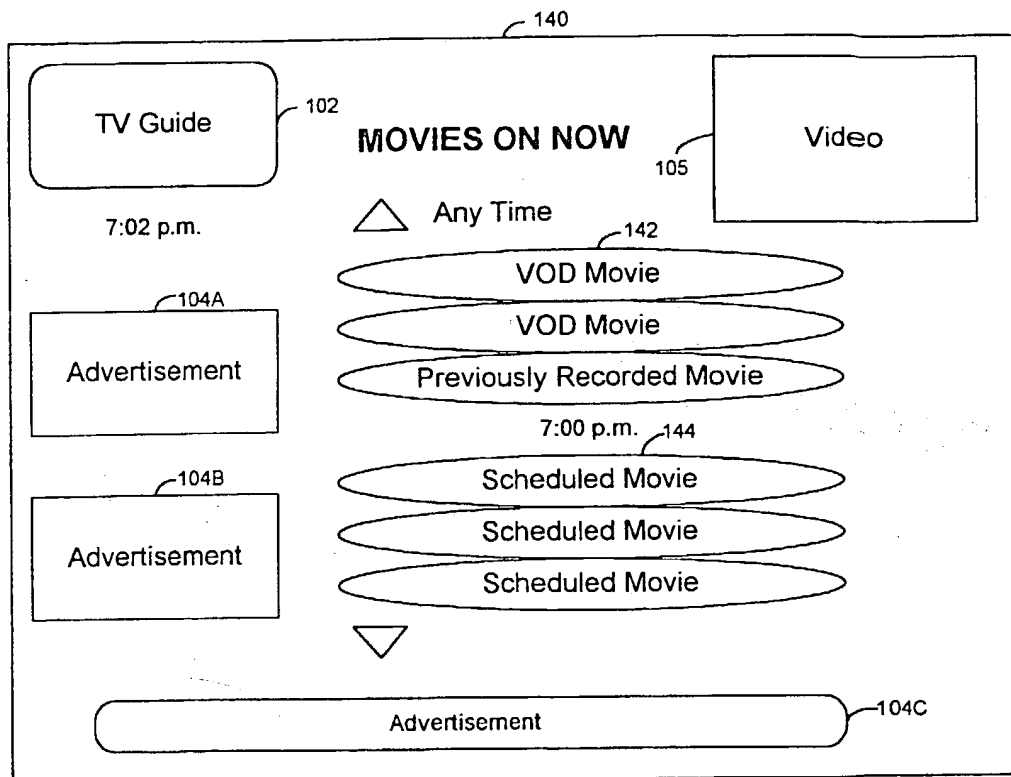 140
TV Guide
102
MOVIES ON NOW
105
Video
7:02 p.m.
Any Time
142
VOD Movie
VOD Movie
Previously Recorded Movie
104A
Advertisement
7:00 p.m.
144
Scheduled Movie
Scheduled Movie
Scheduled Movie
104B
Advertisement
Advertisement
104C